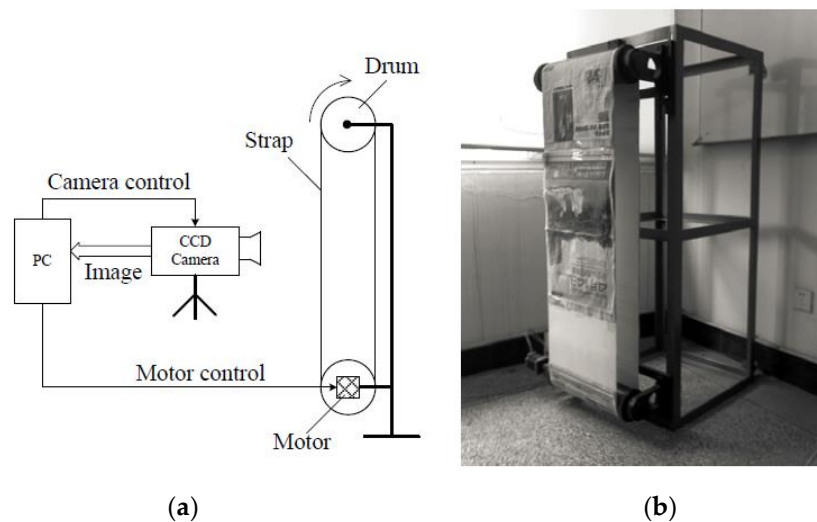 Drum
Strap
Camera control
PC
CCD
Camera
Image
Motor control
Motor
(a)
(b)